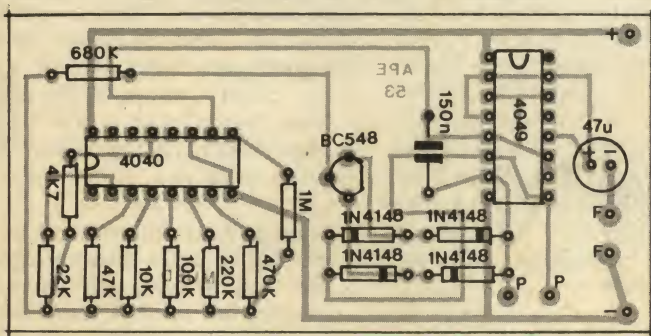 680K
APE
53
150n
4049
47u
+
+
−
BC548
4040
4K7
1M
F
F
1N4148
1N4148
1N4148
1N4148
22K
47K
10K
100K
220K
470K
P
P
−